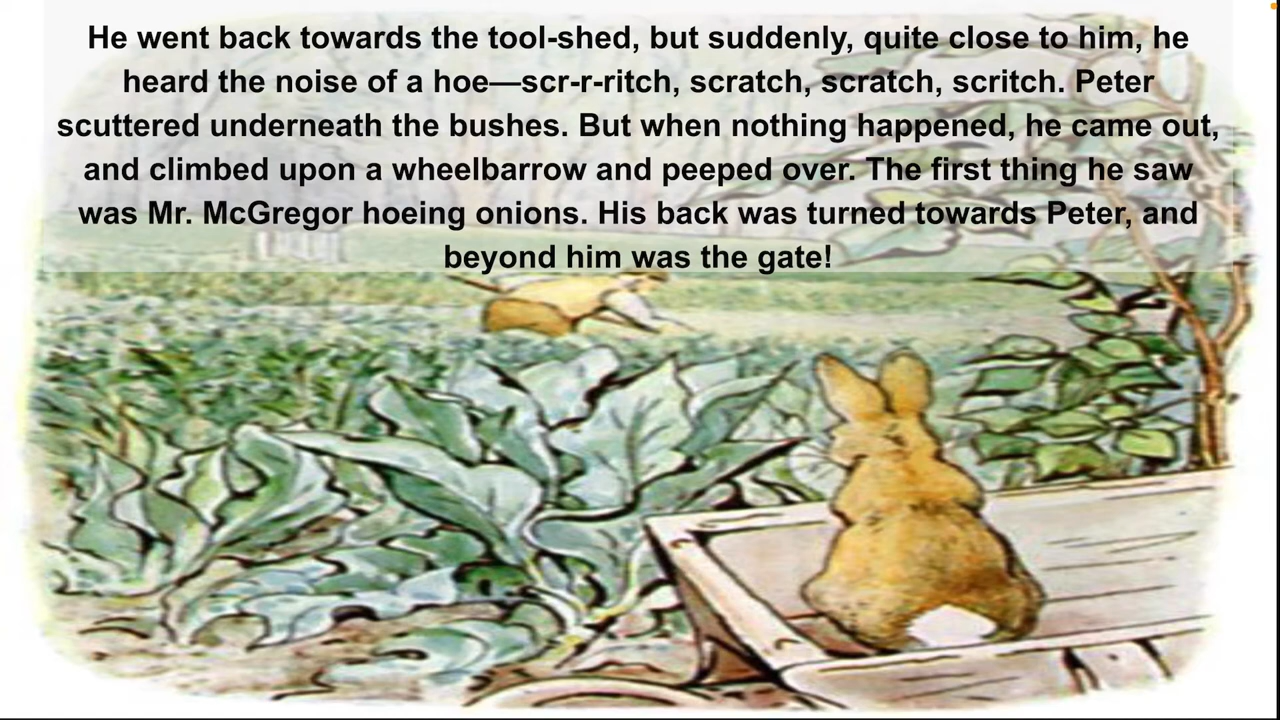 He went back towards the tool-shed, but suddenly, quite close to him, he
heard the noise of a hoe—scr-r-ritch, scratch, scratch, scritch. Peter
scuttered underneath the bushes. But when nothing happened, he came out,
and climbed upon a wheelbarrow and peeped over. The first thing he saw
was Mr. McGregor hoeing onions. His back was turned towards Peter, and
beyond him was the gate!